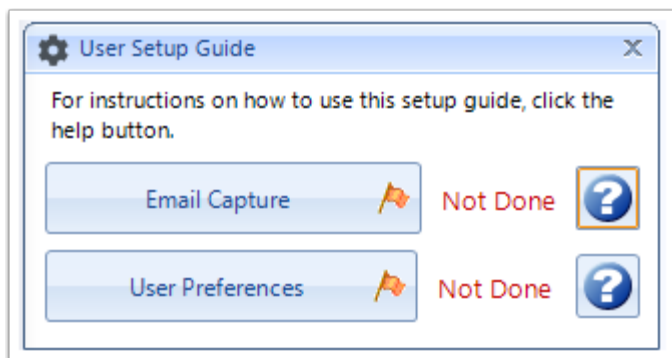 User Setup Guide
For instructions on how to use this setup guide, click the
help button.
Email Capture Not Done ?
User Preferences Not Done ?